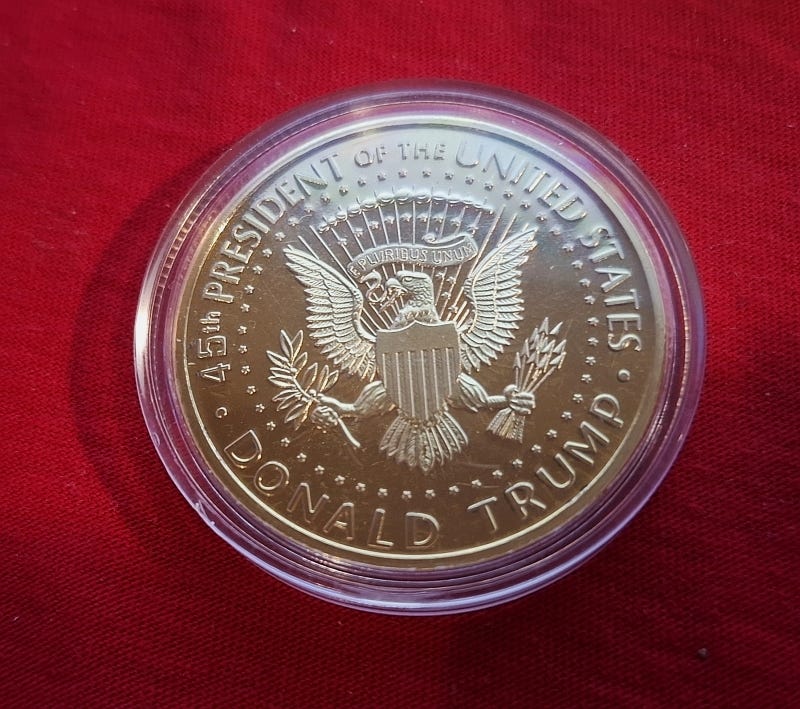 45th PRESIDENT OF THE UNITED STATES
E PLURIBUS UNUM
DONALD TRUMP